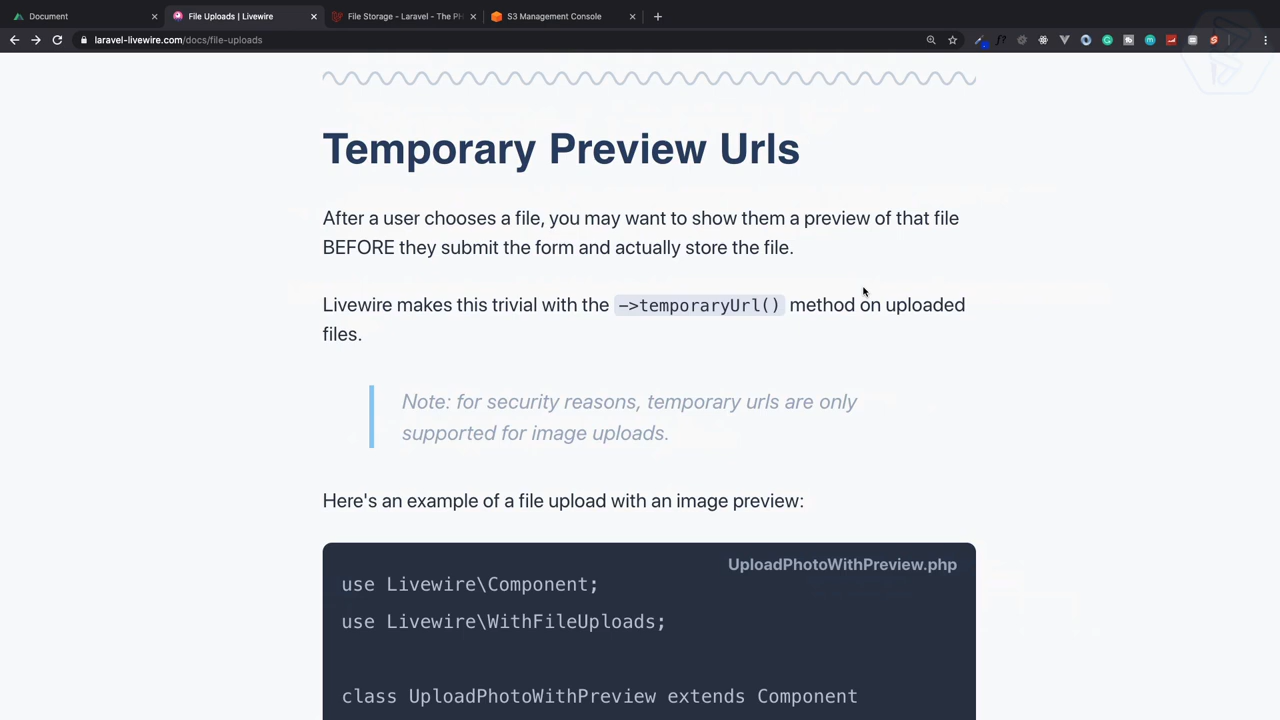 Document
File Uploads | Livewire
File Storage - Laravel - The PH
S3 Management Console
laravel-livewire.com/docs/file-uploads
Temporary Preview Urls
After a user chooses a file, you may want to show them a preview of that file
BEFORE they submit the form and actually store the file.
Livewire makes this trivial with the ->temporaryUrl() method on uploaded
files.
Note: for security reasons, temporary urls are only
supported for image uploads.
Here's an example of a file upload with an image preview:
UploadPhotoWithPreview.php
use Livewire\Component;
use Livewire\WithFileUploads;
class UploadPhotoWithPreview extends Component